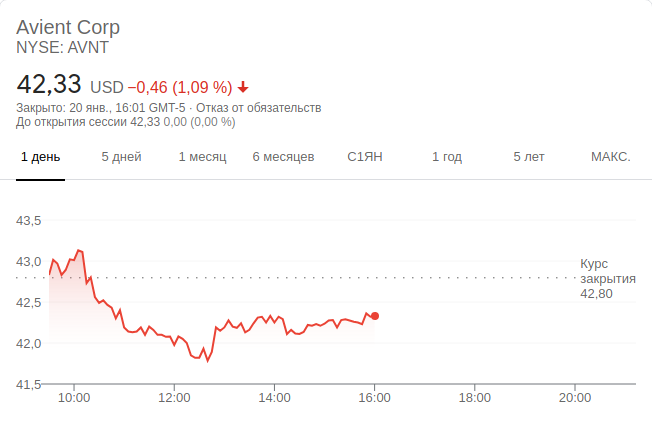 Avient Corp
NYSE: AVNT
42,33 USD −0,46 (1,09 %)
Закрыто: 20 янв., 16:01 GMT-5 · Отказ от обязательств
До открытия сессии 42,33 0,00 (0,00 %)
1 день 5 дней 1 месяц 6 месяцев С1ЯН 1 год 5 лет МАКС.
43,5
43,0
42,5
42,0
41,5
Курс
закрытия
42,80
10:00 12:00 14:00 16:00 18:00 20:00